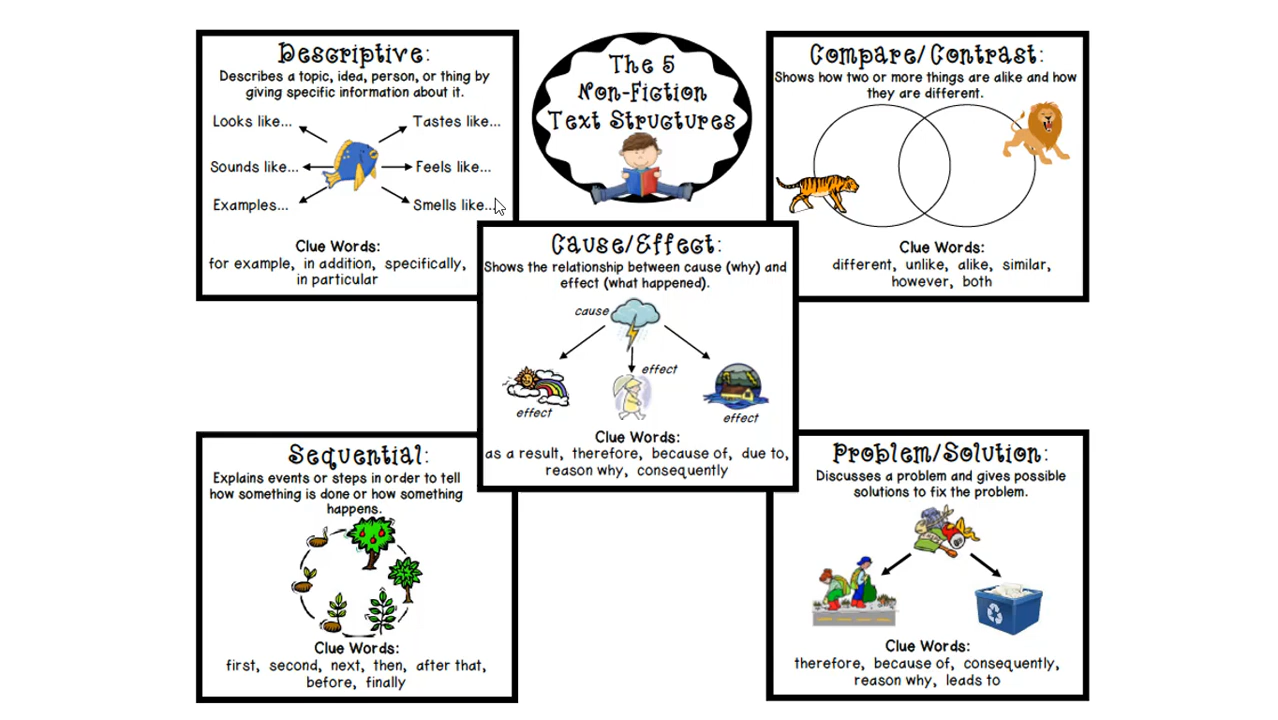 The 5
Non-Fiction
Text Structures
Descriptive:
Describes a topic, idea, person, or thing by
giving specific information about it.
Looks like...
Tastes like...
Sounds like...
Feels like...
Examples...
Smells like...
Clue Words:
for example, in addition, specifically,
in particular
Compare/Contrast:
Shows how two or more things are alike and how
they are different.
Clue Words:
different, unlike, alike, similar,
however, both
Cause/Effect:
Shows the relationship between cause (why) and
effect (what happened).
cause
effect
effect
effect
Clue Words:
as a result, therefore, because of, due to,
reason why, consequently
Sequential:
Explains events or steps in order to tell
how something is done or how something
happens.
Clue Words:
first, second, next, then, after that,
before, finally
Problem/Solution:
Discusses a problem and gives possible
solutions to fix the problem.
Clue Words:
therefore, because of, consequently,
reason why, leads to